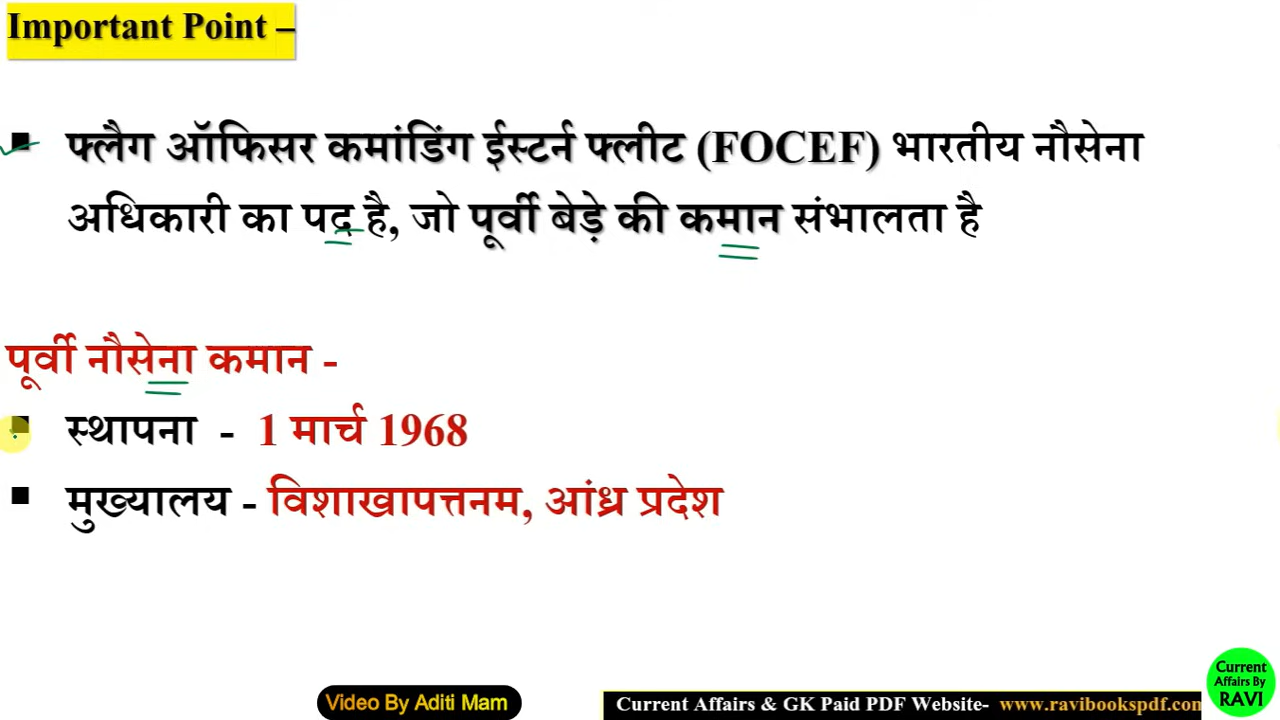 Important Point –
▪ फ्लैग ऑफिसर कमांडिंग ईस्टर्न फ्लीट (FOCEF) भारतीय नौसेना
अधिकारी का पद है, जो पूर्वी बेड़े की कमान संभालता है
पूर्वी नौसेना कमान -
▪ स्थापना - 1 मार्च 1968
▪ मुख्यालय - विशाखापत्तनम, आंध्र प्रदेश
Video By Aditi Mam
Current Affairs & GK Paid PDF Website- www.ravibookspdf.com
Current
Affairs By
RAVI